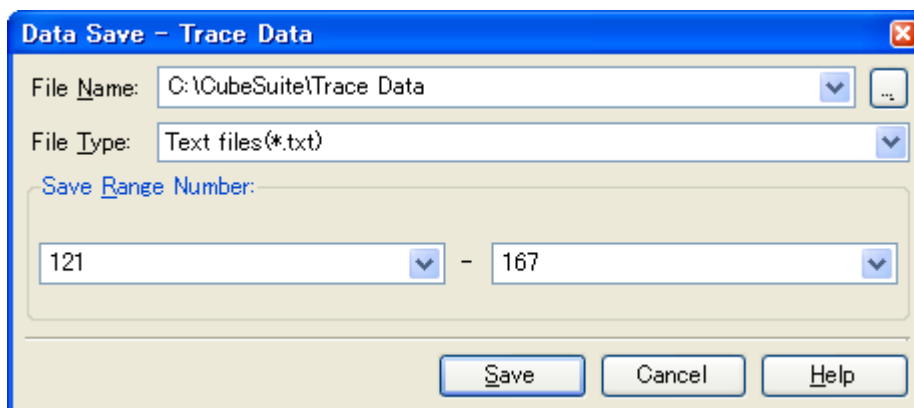 Data Save - Trace Data
File Name: C:\CubeSuite\Trace Data ...
File Type: Text files(*.txt)
Save Range Number:
121 - 167
Save Cancel Help